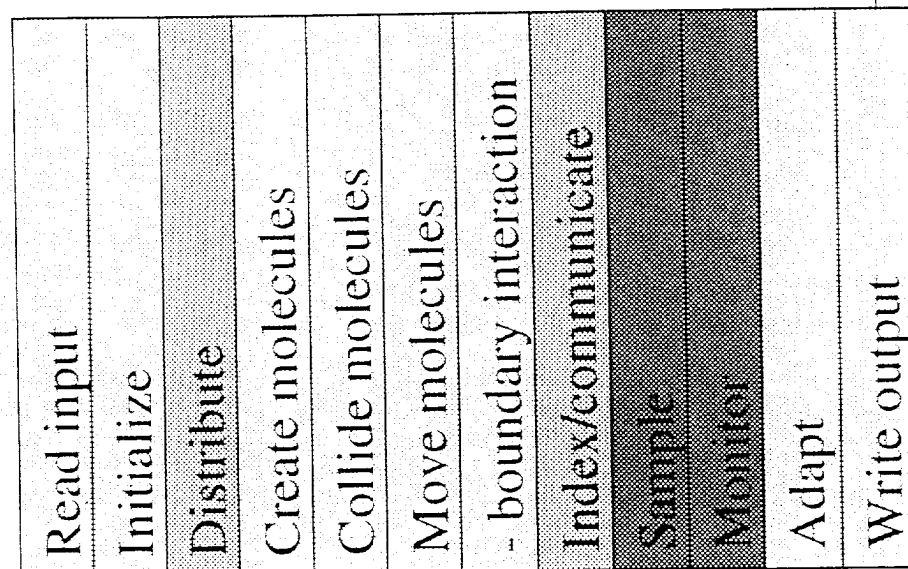 Read input
Initialize
Distribute
Create molecules
Collide molecules
Move molecules
- boundary interaction
Index/communicate
Sample
Monitor
Adapt
Write output